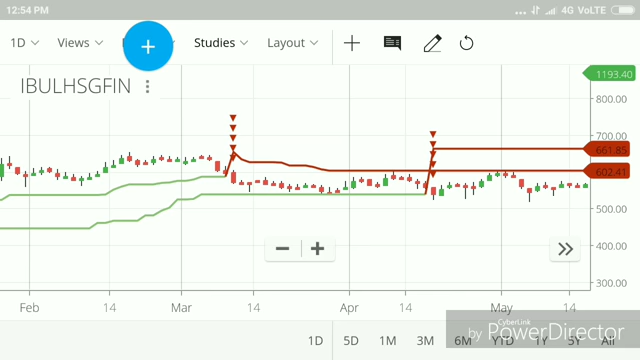 12:54 PM ... 4G VoLTE
1D Views Studies Layout
IBULHSGFIN
1193.40
800.00
700.00
661.85
602.41
500.00
400.00
300.00
Feb 14 Mar 14 Apr 14 May 14
1D 5D 1M 3M 6M YTD 1Y 5Y All
by CyberLink PowerDirector